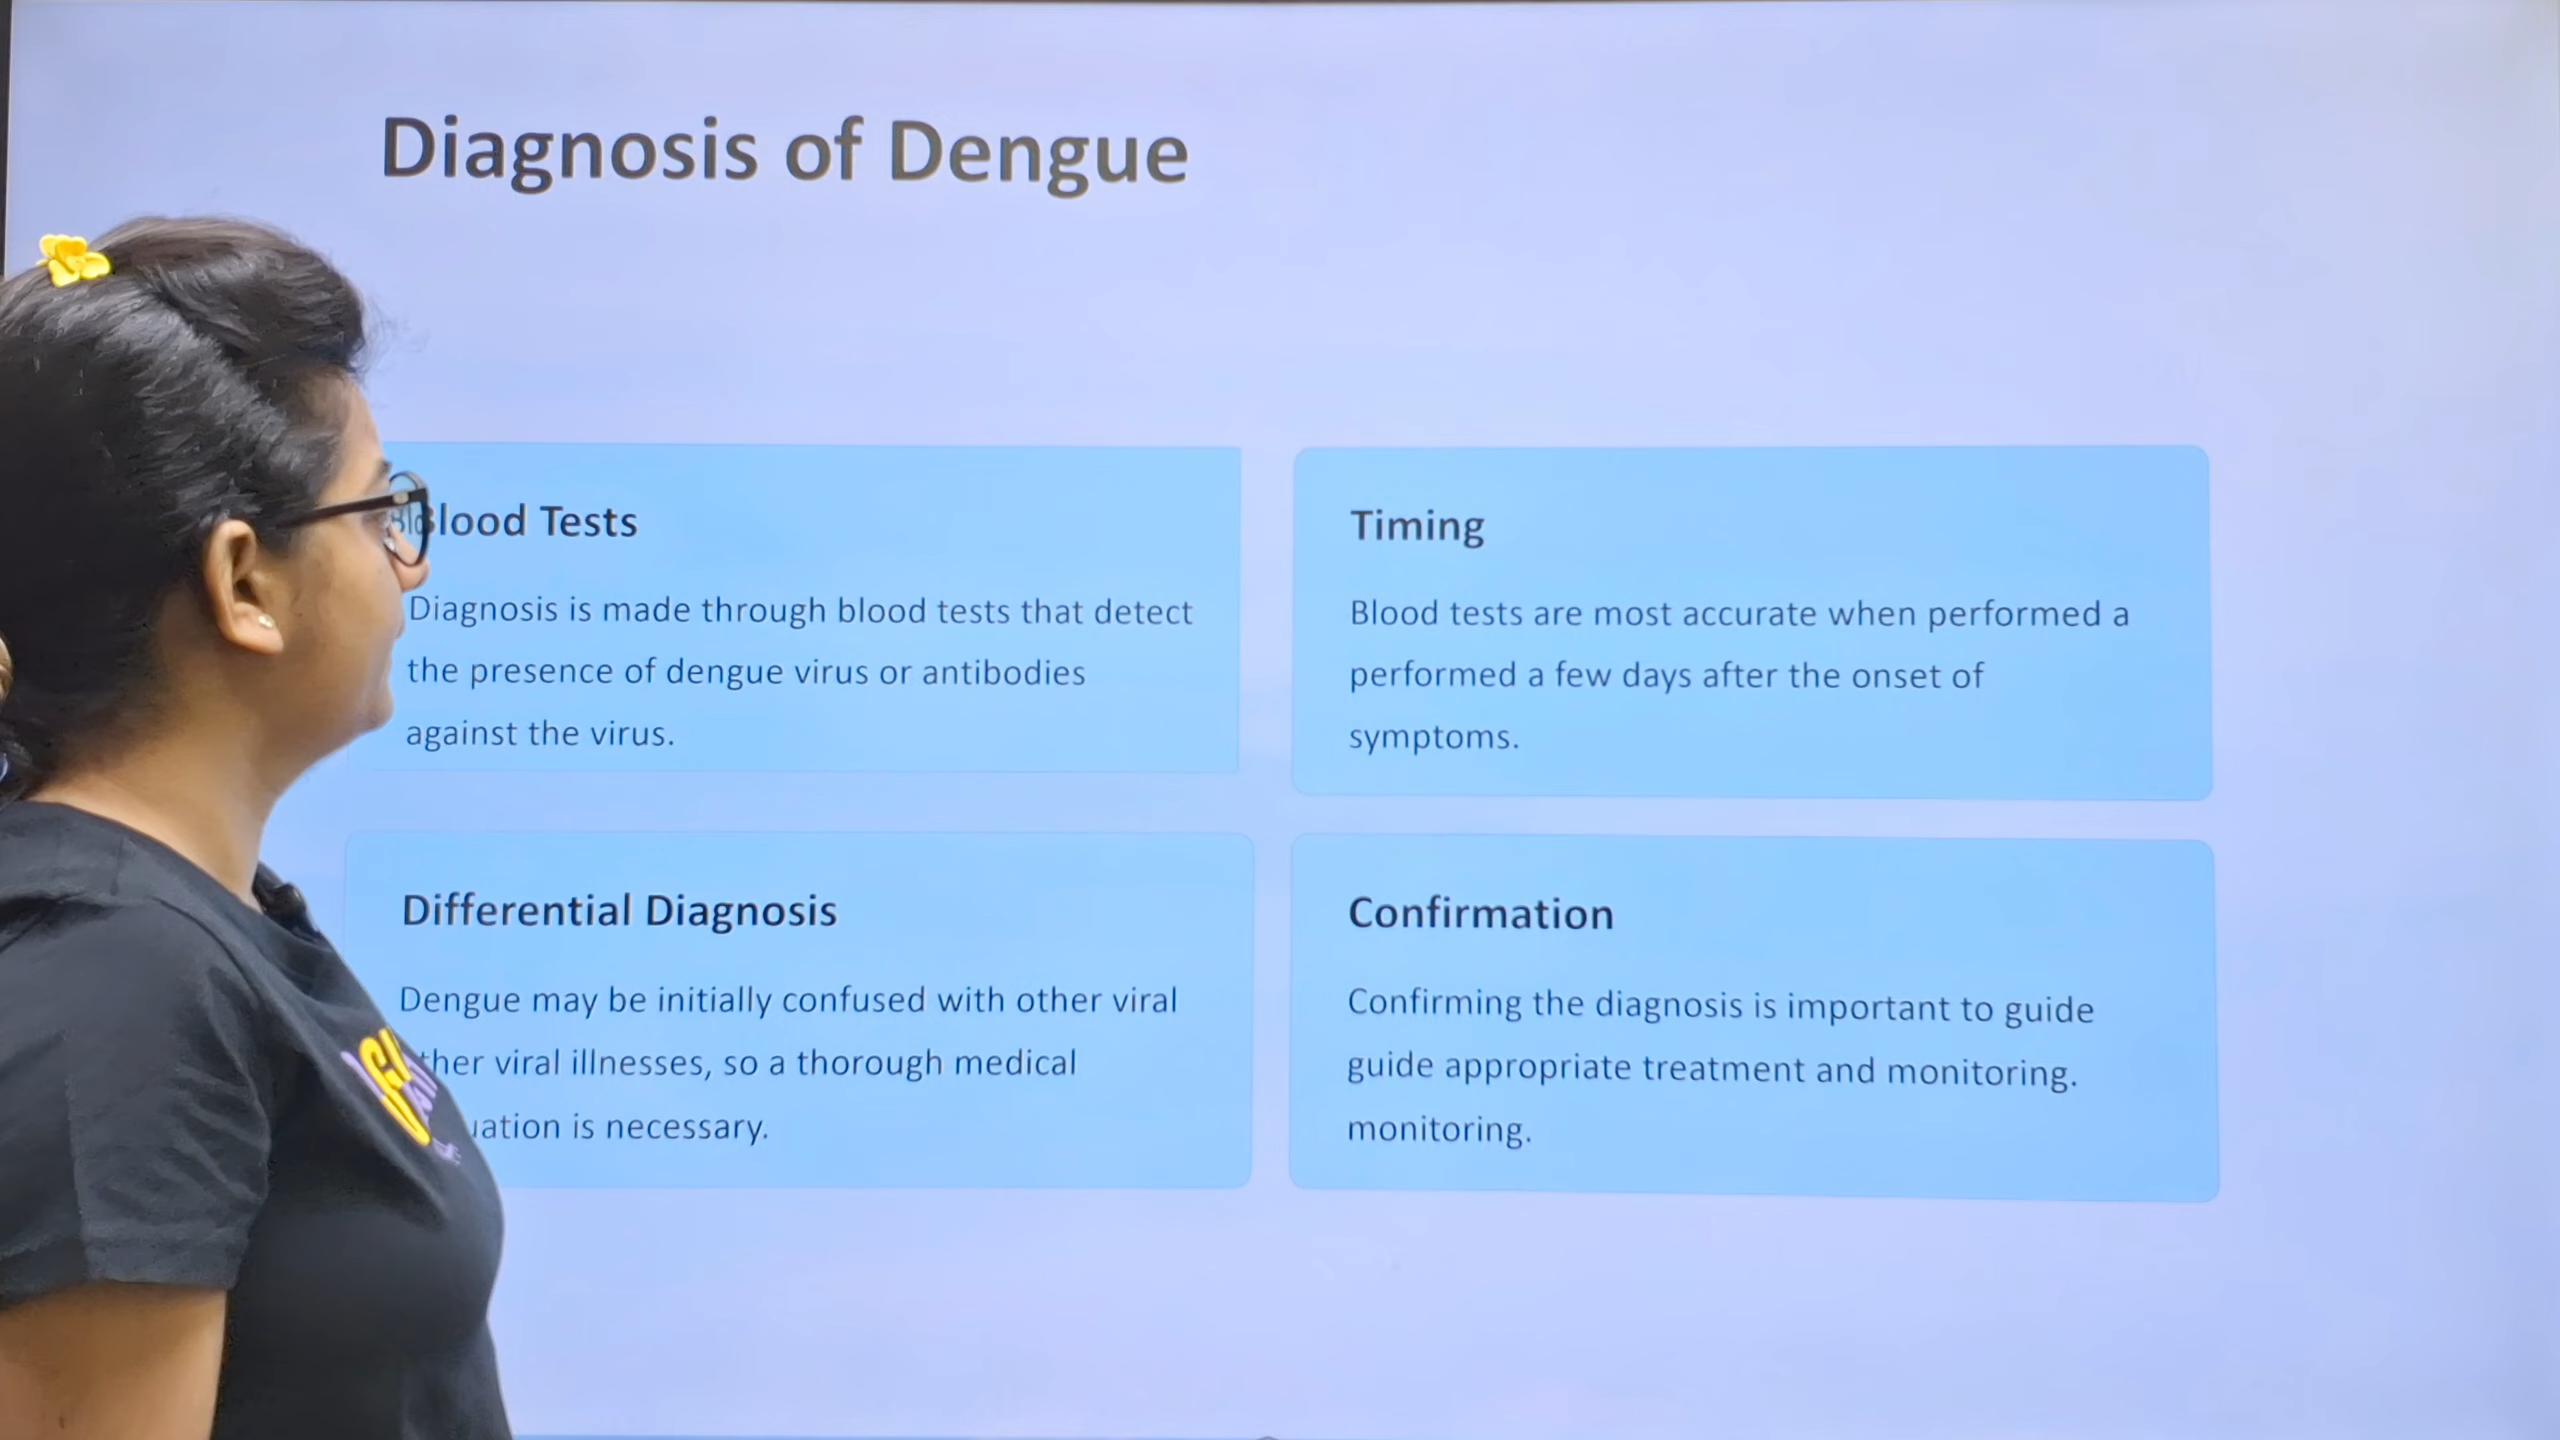 Diagnosis of Dengue
Blood Tests
Diagnosis is made through blood tests that detect
the presence of dengue virus or antibodies
against the virus.
Timing
Blood tests are most accurate when performed a
performed a few days after the onset of
symptoms.
Differential Diagnosis
Dengue may be initially confused with other viral
viral illnesses, so a thorough medical
is necessary.
Confirmation
Confirming the diagnosis is important to guide
guide appropriate treatment and monitoring.
monitoring.